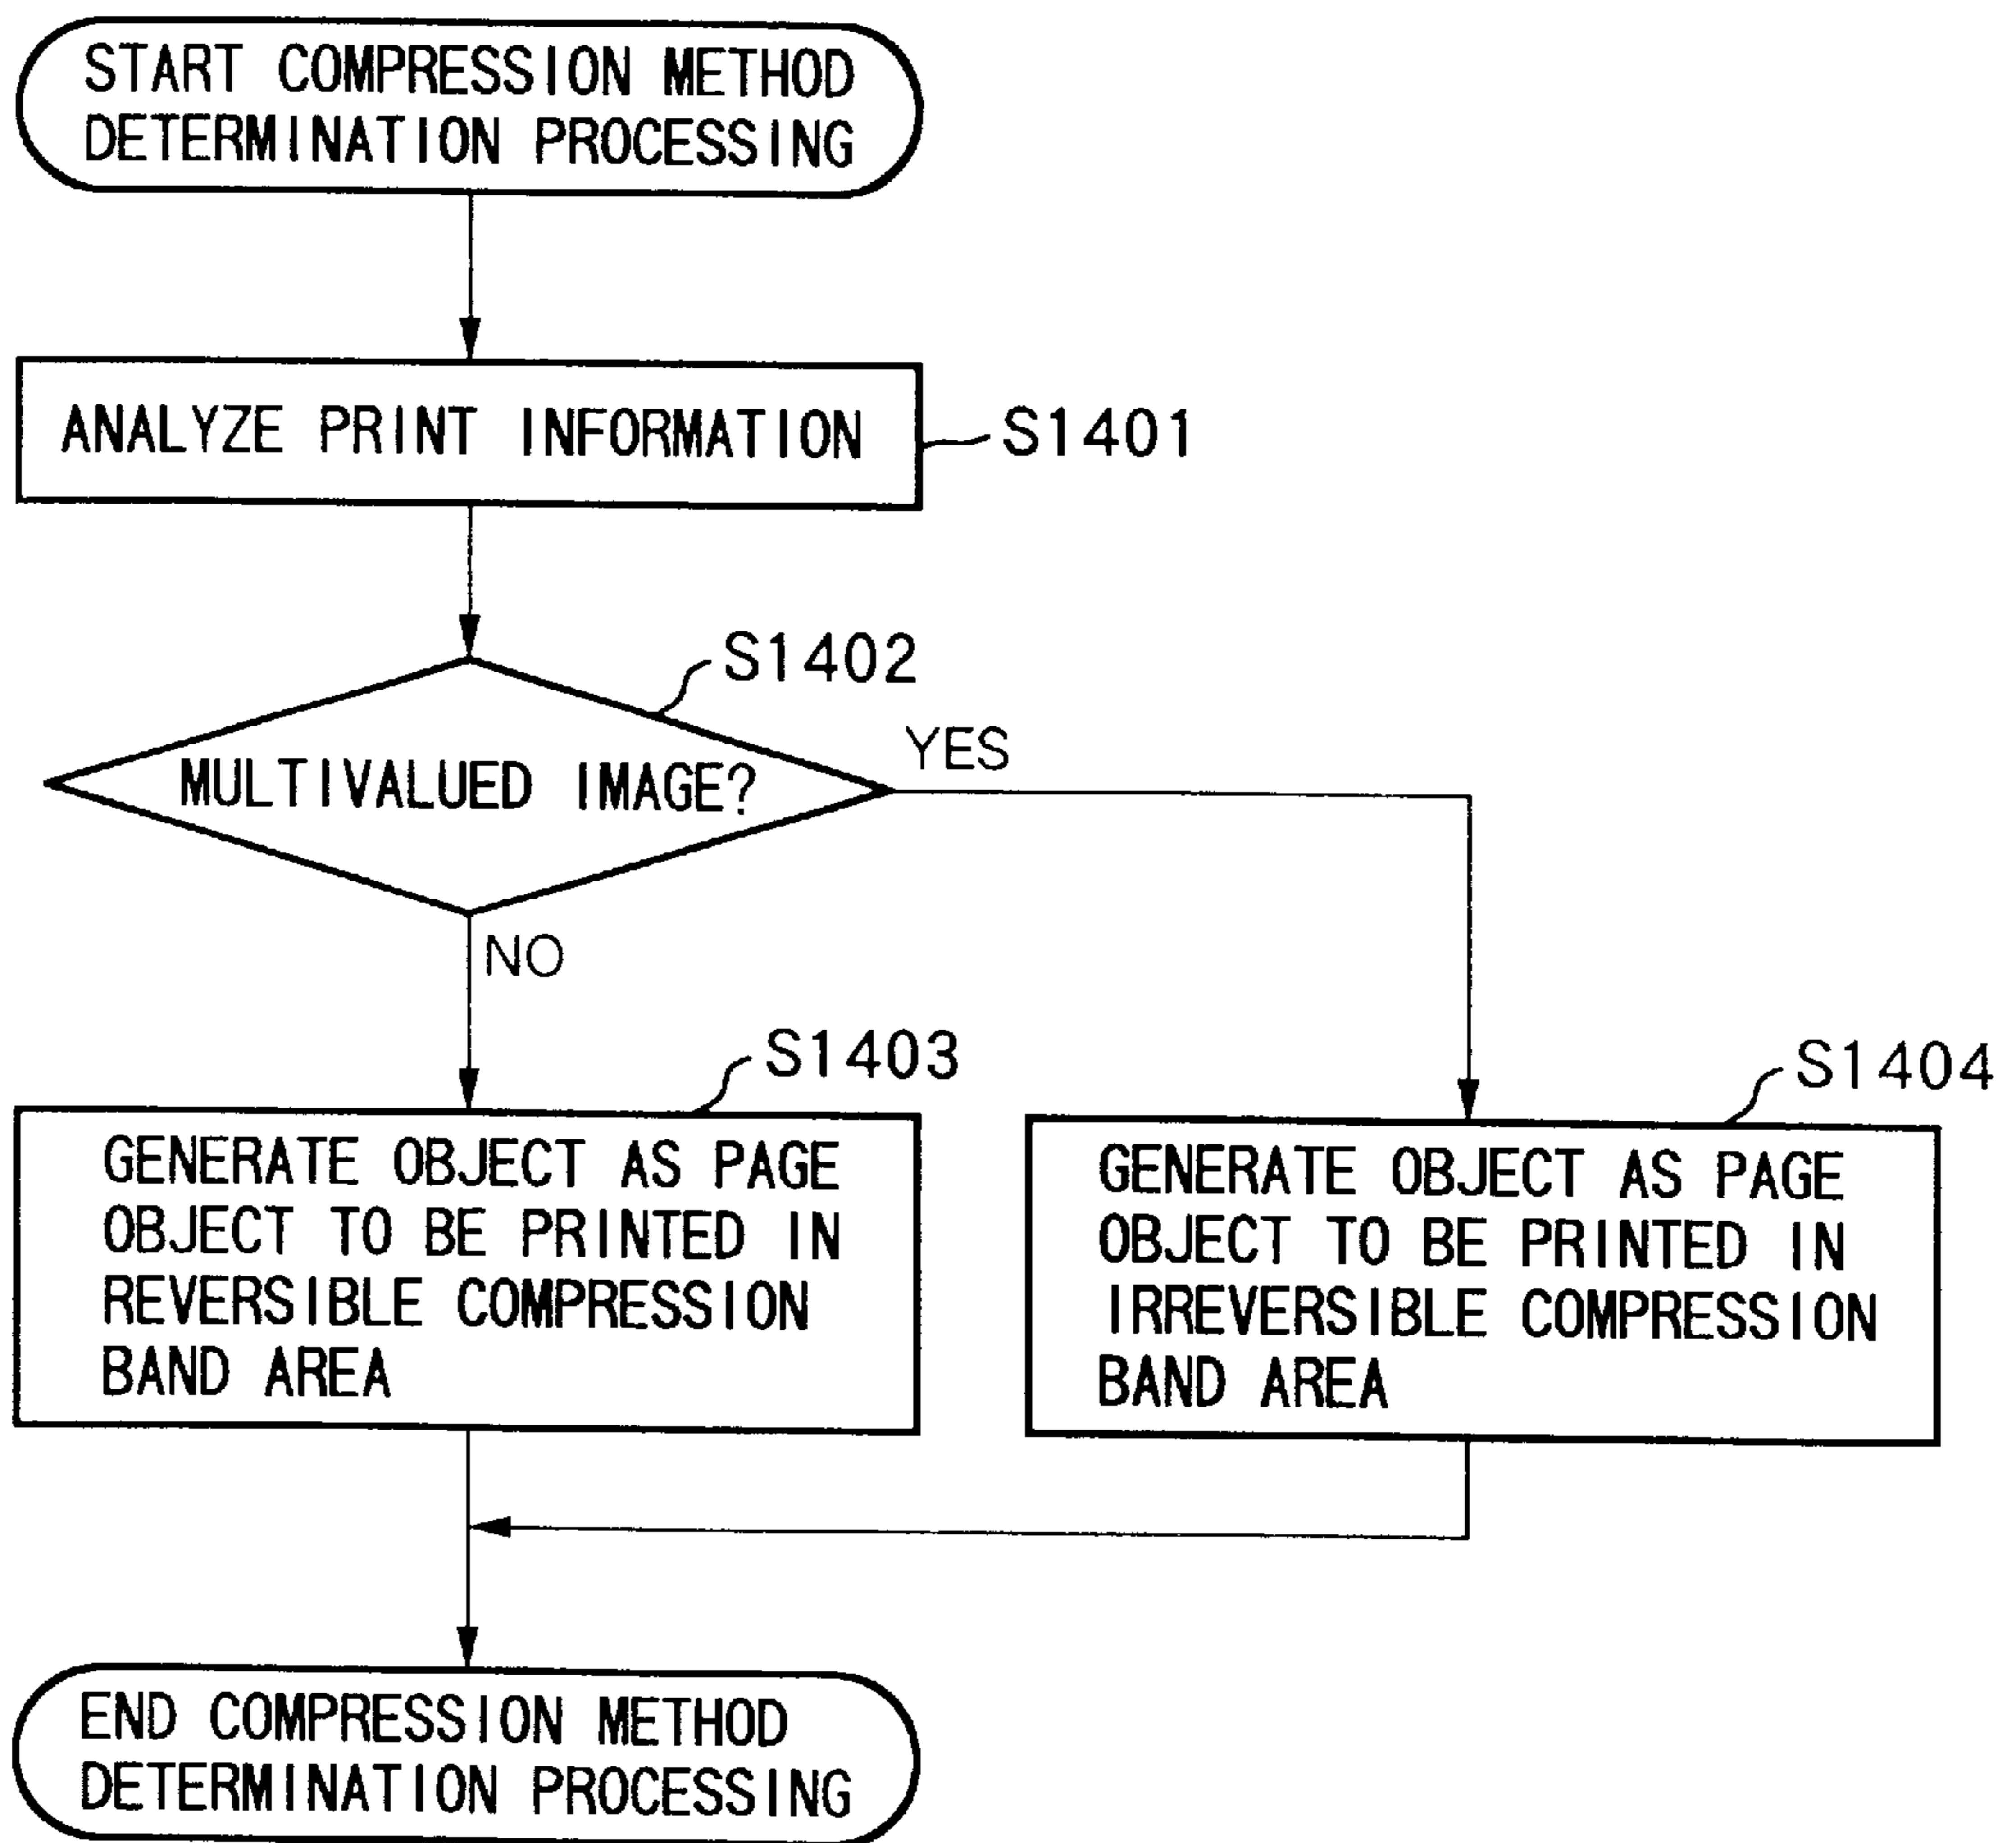 START COMPRESSION METHOD
DETERMINATION PROCESSING
ANALYZE PRINT INFORMATION
S1401
S1402
MULTIVALUED IMAGE?
YES
NO
S1403
GENERATE OBJECT AS PAGE
OBJECT TO BE PRINTED IN
REVERSIBLE COMPRESSION
BAND AREA
S1404
GENERATE OBJECT AS PAGE
OBJECT TO BE PRINTED IN
IRREVERSIBLE COMPRESSION
BAND AREA
END COMPRESSION METHOD
DETERMINATION PROCESSING